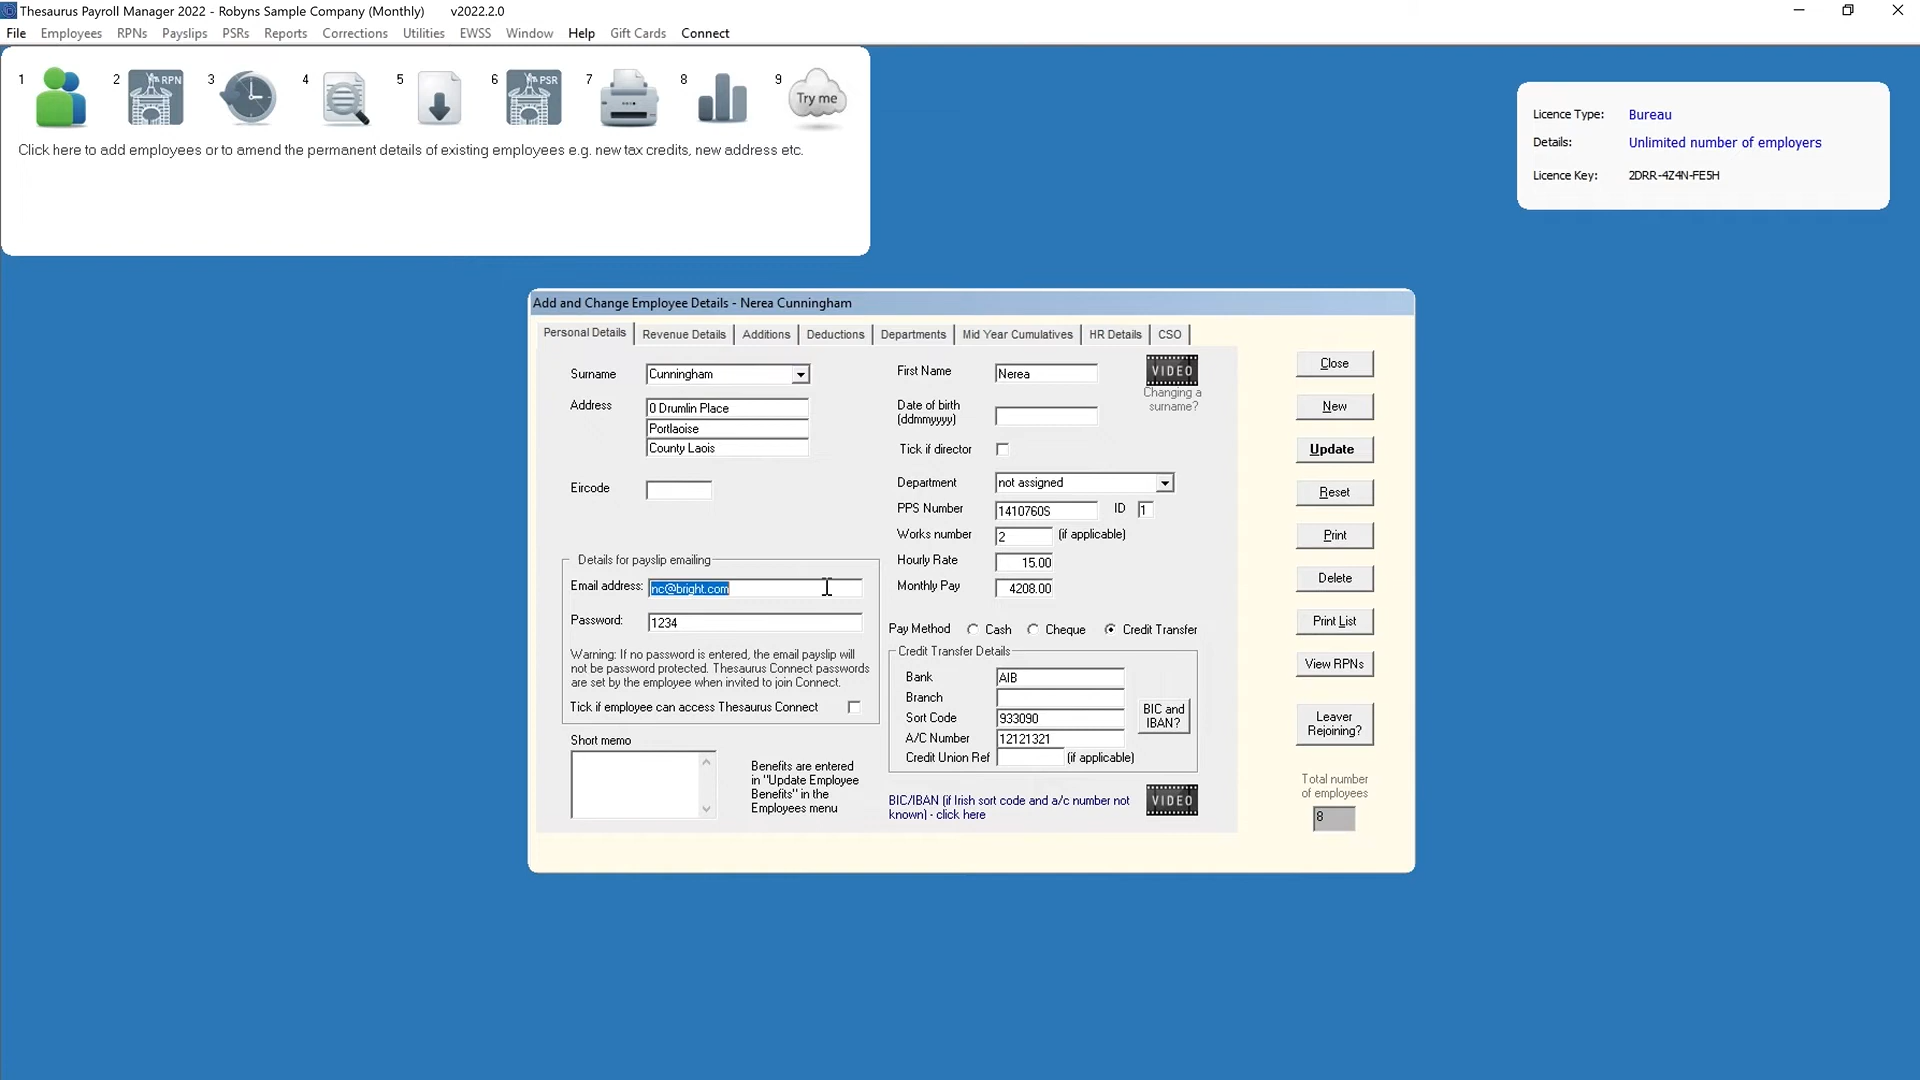 Thesaurus Payroll Manager 2022 - Robyns Sample Company (Monthly) v2022.2.0
File Employees RPNs Payslips PSRs Reports Corrections Utilities EWSS Window Help Gift Cards Connect
1 2 RPN 3 4 5 6 PSR 7 8 9 Try me
Click here to add employees or to amend the permanent details of existing employees e.g. new tax credits, new address etc.
Licence Type: Bureau
Details: Unlimited number of employers
Licence Key: 2DRR-4Z4N-FE5H
Add and Change Employee Details - Nerea Cunningham
Personal Details Revenue Details Additions Deductions Departments Mid Year Cumulatives HR Details CSO
Surname Cunningham
Address 0 Drumlin Place
Portlaoise
County Laois
Eircode
Details for payslip emailing
Email address: nc@bright.com
Password: 1234
Warning: If no password is entered, the email payslip will
not be password protected. Thesaurus Connect passwords
are set by the employee when invited to join Connect.
Tick if employee can access Thesaurus Connect
Short memo
Benefits are entered
in "Update Employee
Benefits" in the
Employees menu
First Name Nerea
VIDEO
Changing a
surname?
Date of birth
(ddmmyyyy)
Tick if director
Department not assigned
PPS Number 1410760S ID 1
Works number 2 (if applicable)
Hourly Rate 15.00
Monthly Pay 4208.00
Pay Method Cash Cheque Credit Transfer
Credit Transfer Details
Bank AIB
Branch
Sort Code 933090
A/C Number 12121321
Credit Union Ref (if applicable)
BIC and
IBAN?
BIC/IBAN (if Irish sort code and a/c number not
known) - click here
VIDEO
Close
New
Update
Reset
Print
Delete
Print List
View RPNs
Leaver
Rejoining?
Total number
of employees
8